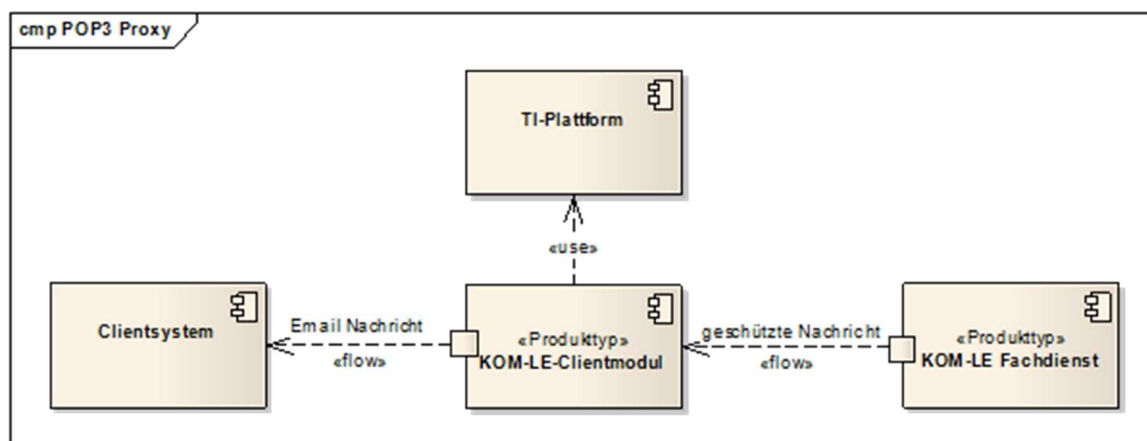 cmp POP3 Proxy
TI-Plattform
«use»
Clientsystem
Email Nachricht
«flow»
«Produkttyp»
KOM-LE-Clientmodul
geschützte Nachricht
«flow»
«Produkttyp»
KOM-LE Fachdienst